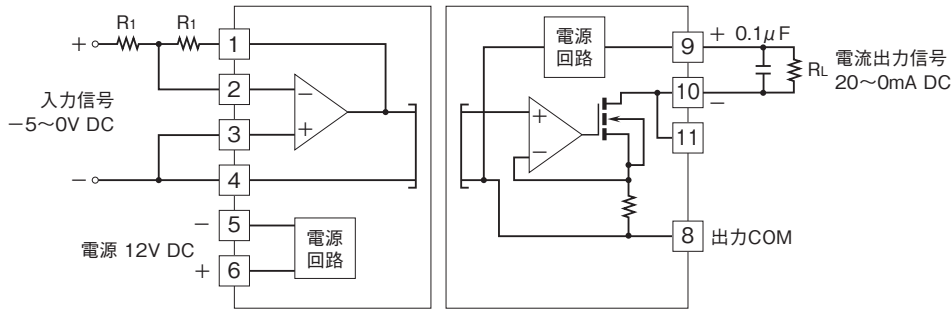 R1 R1
+
入力信号
－5～0V DC
－
1
2
3
4
5
6
－
+
－
+
電源 12V DC
電源
回路
電源
回路
+
－
9
10
11
8
+ 0.1μF
－
RL
電流出力信号
20～0mA DC
出力COM